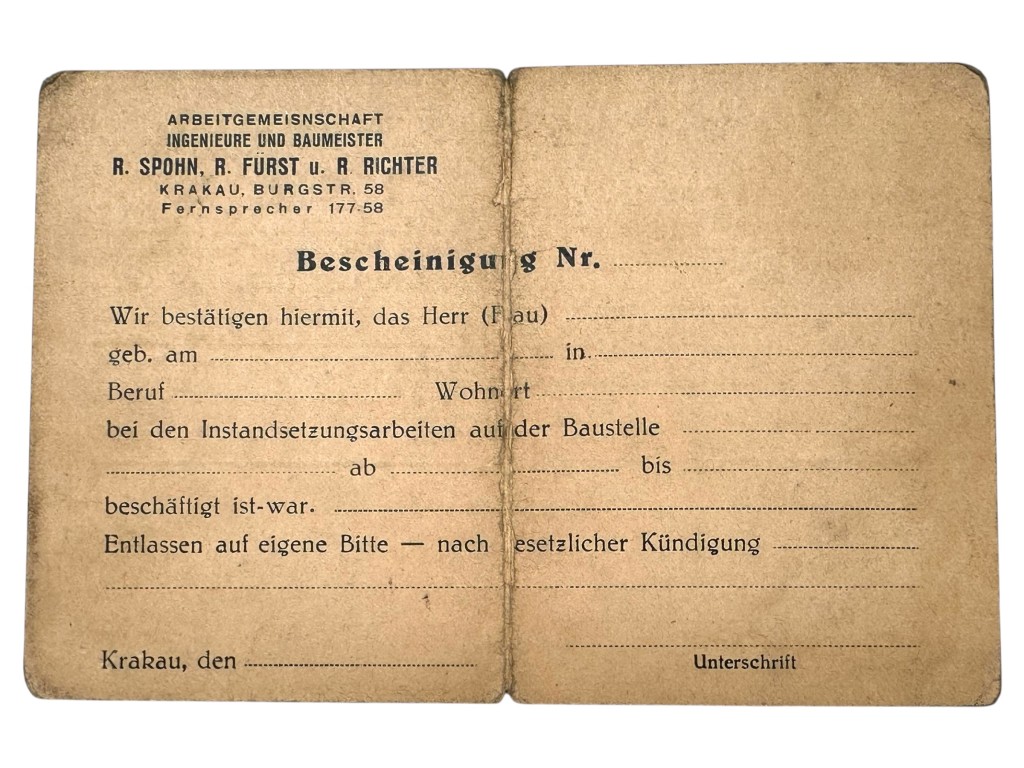 ARBEITGEMEISNSCHAFT
INGENIEURE UND BAUMEISTER
R. SPOHN, R. FÜRST u. R. RICHTER
KRAKAU, BURGSTR. 58
Fernsprecher 177-58
Bescheinigung Nr.
Wir bestätigen hiermit, das Herr (Frau)
geb. am in
Beruf Wohnort
bei den Instandsetzungsarbeiten auf der Baustelle
ab bis
beschäftigt ist-war.
Entlassen auf eigene Bitte — nach gesetzlicher Kündigung
Krakau, den
Unterschrift